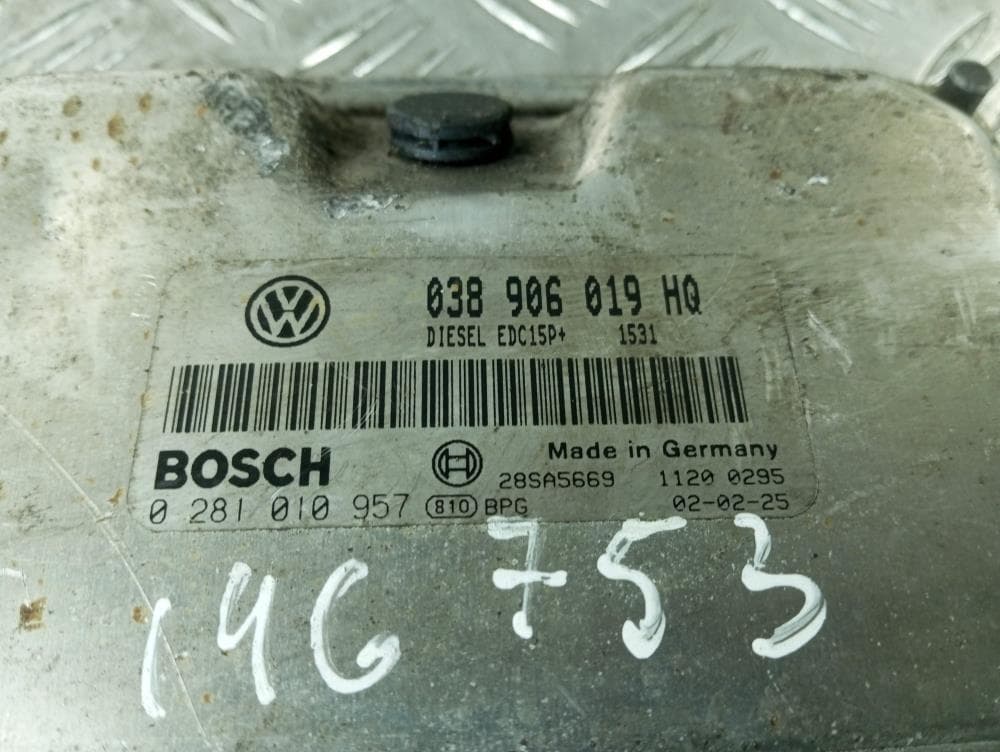 038 906 019 HQ
DIESEL EDC15P+ 1531
BOSCH
Made in Germany
28SA5669 1120 0295
0 281 010 957 810 BPG 02-02-25
146 753